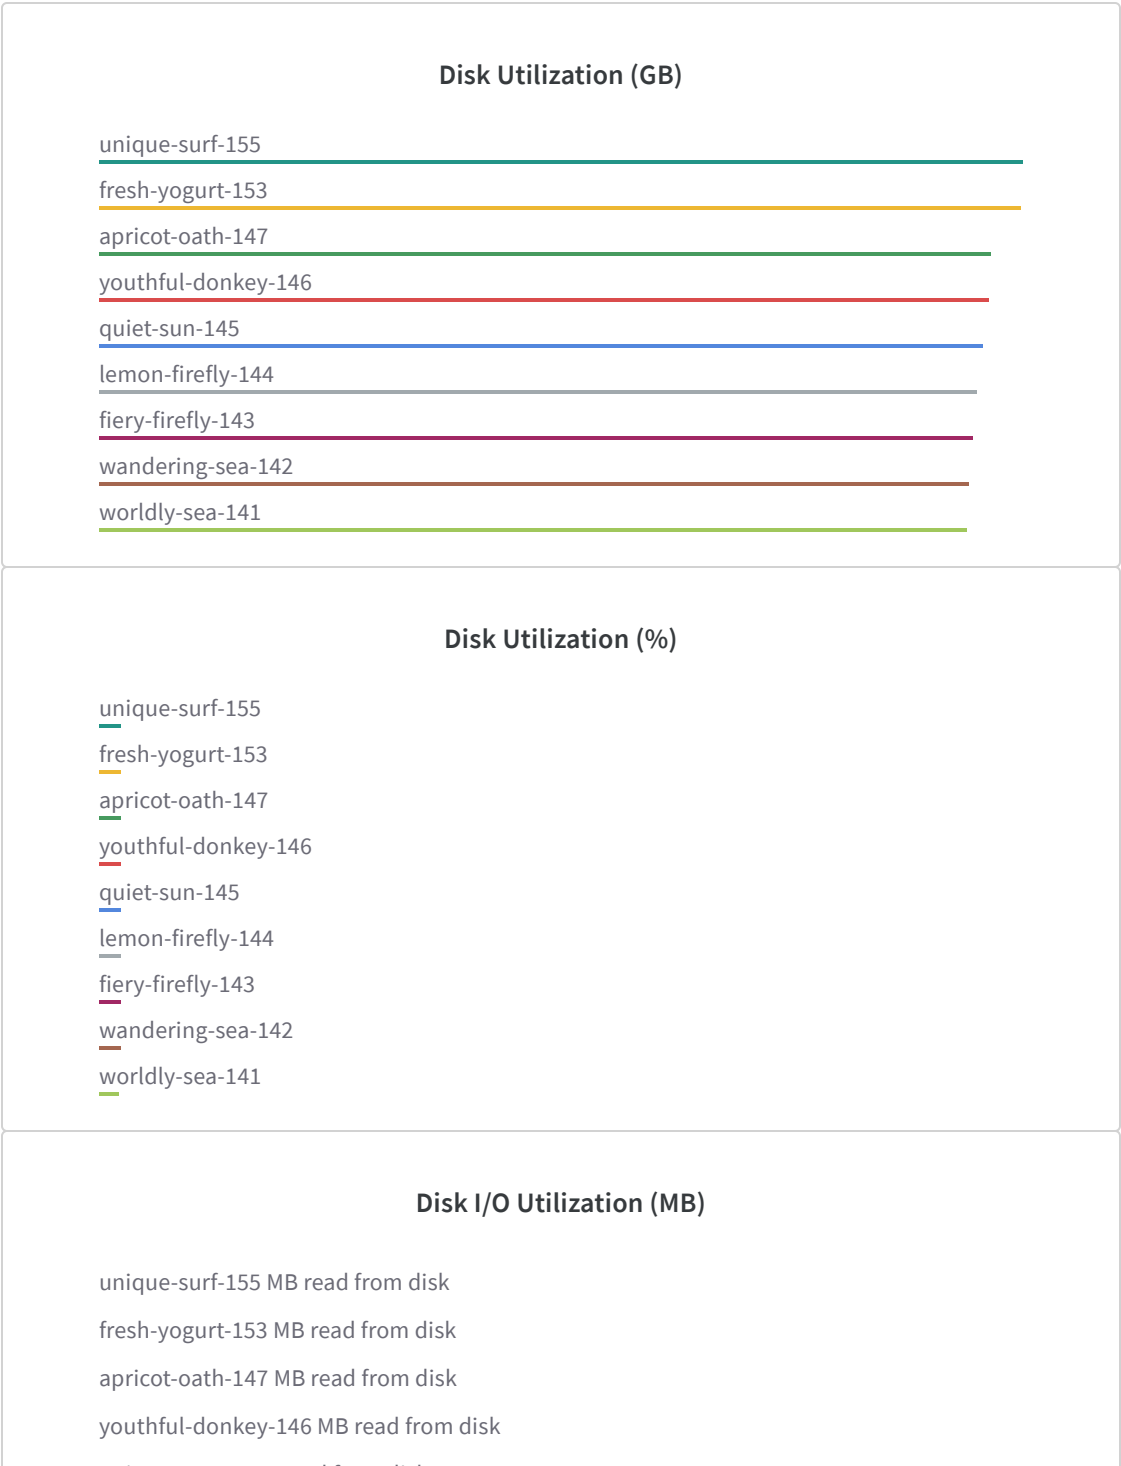 Disk Utilization (GB)
unique-surf-155
fresh-yogurt-153
apricot-oath-147
youthful-donkey-146
quiet-sun-145
lemon-firefly-144
fiery-firefly-143
wandering-sea-142
worldly-sea-141
Disk Utilization (%)
unique-surf-155
fresh-yogurt-153
apricot-oath-147
youthful-donkey-146
quiet-sun-145
lemon-firefly-144
fiery-firefly-143
wandering-sea-142
worldly-sea-141
Disk I/O Utilization (MB)
unique-surf-155 MB read from disk
fresh-yogurt-153 MB read from disk
apricot-oath-147 MB read from disk
youthful-donkey-146 MB read from disk